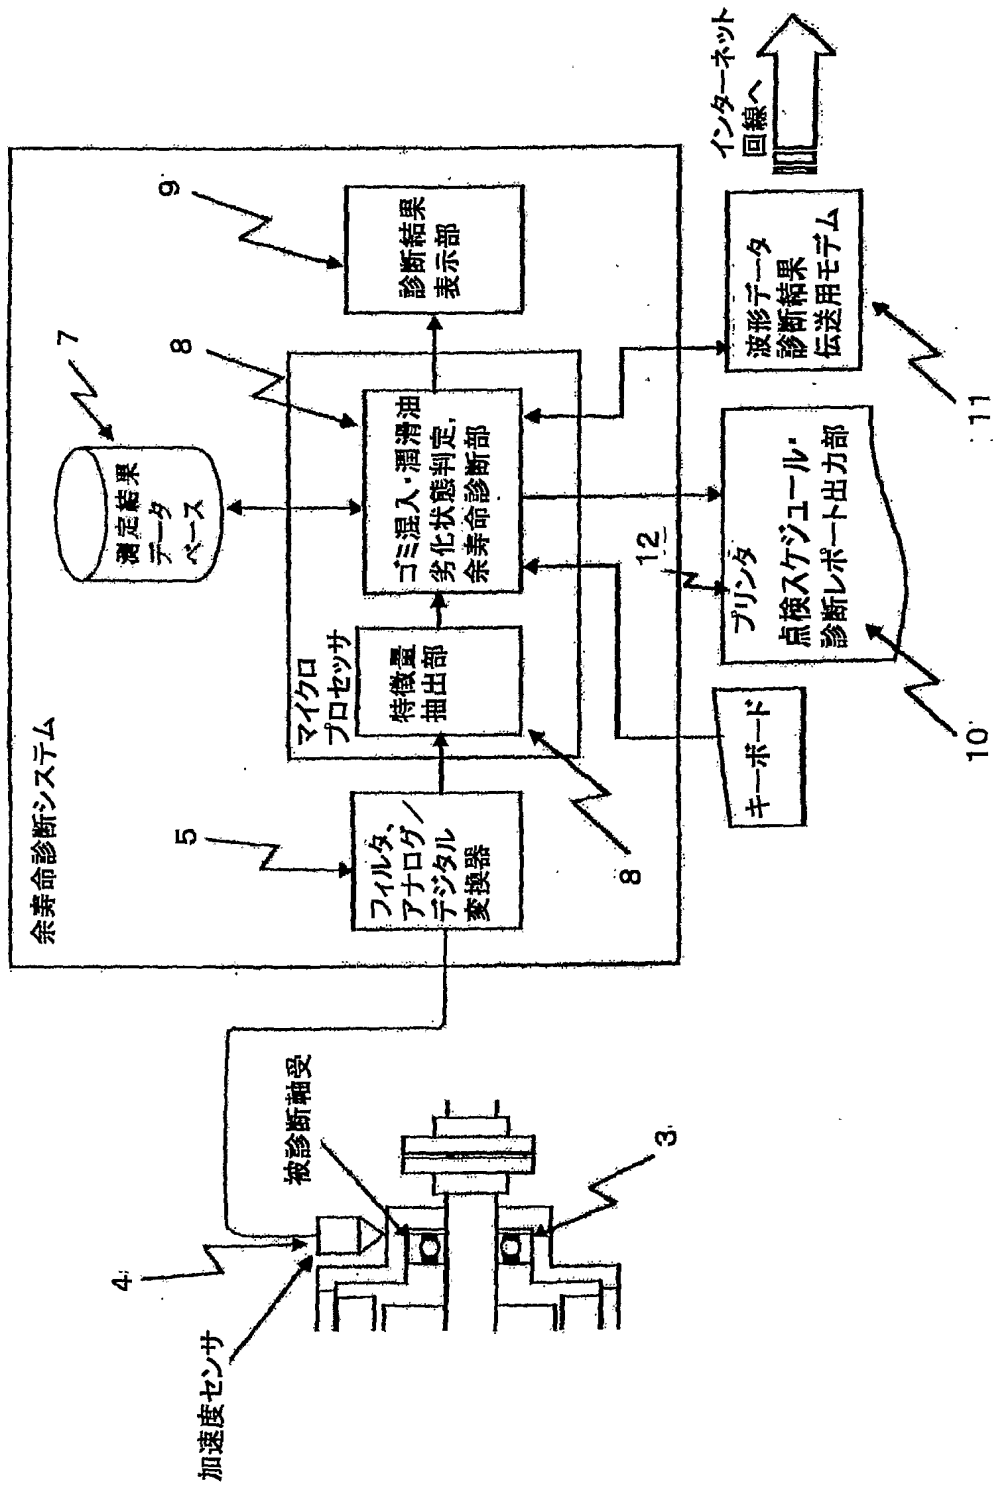 余寿命診断システム
7
測定結果
データ
ベース
9
診断結果
表示部
8
マイクロ
プロセッサ
ゴミ混入・潤滑油
劣化状態判定,
余寿命診断部
特徴量
抽出部
8
5
フィルタ、
アナログ／
デジタル
変換器
加速度センサ
4
被診断軸受
3
キーボード
12
プリンタ
点検スケジュール・
診断レポート出力部
10
波形データ
診断結果
伝送用モデム
11
インターネット
回線へ